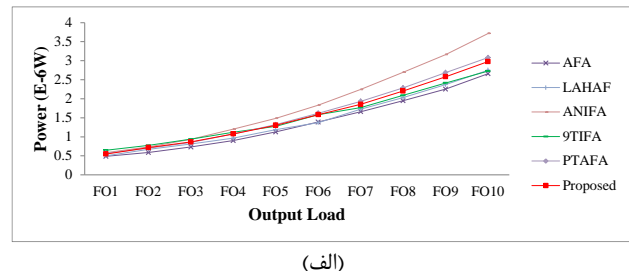 Power (E-6W)
4
3.5
3
2.5
2
1.5
1
0.5
0
FO1 FO2 FO3 FO4 FO5 FO6 FO7 FO8 FO9 FO10
Output Load
AFA
LAHAF
ANIFA
9TIFA
PTAFA
Proposed
(الف)